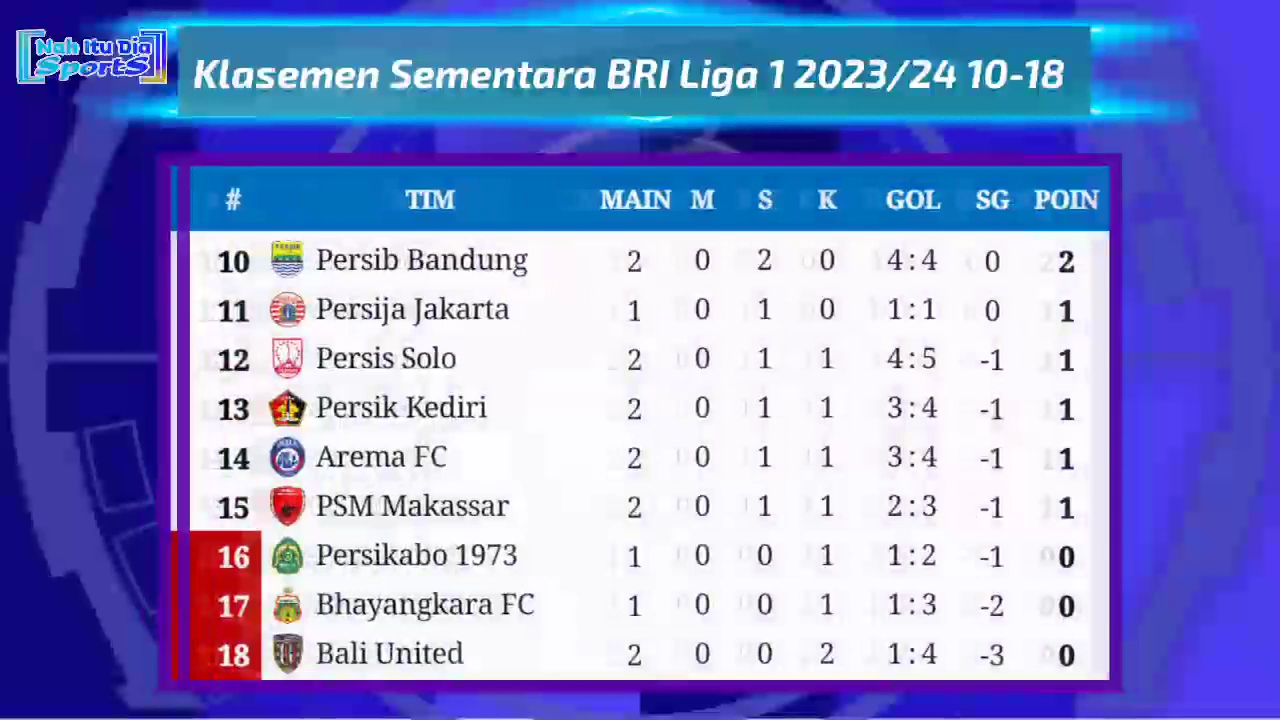 Nah Itu Dia
Sports
Klasemen Sementara BRI Liga 1 2023/24 10-18
# TIM MAIN M S K GOL SG POIN
10 Persib Bandung 2 0 2 0 4:4 0 2
11 Persija Jakarta 1 0 1 0 1:1 0 1
12 Persis Solo 2 0 1 1 4:5 -1 1
13 Persik Kediri 2 0 1 1 3:4 -1 1
14 Arema FC 2 0 1 1 3:4 -1 1
15 PSM Makassar 2 0 1 1 2:3 -1 1
16 Persikabo 1973 1 0 0 1 1:2 -1 0
17 Bhayangkara FC 1 0 0 1 1:3 -2 0
18 Bali United 2 0 0 2 1:4 -3 0